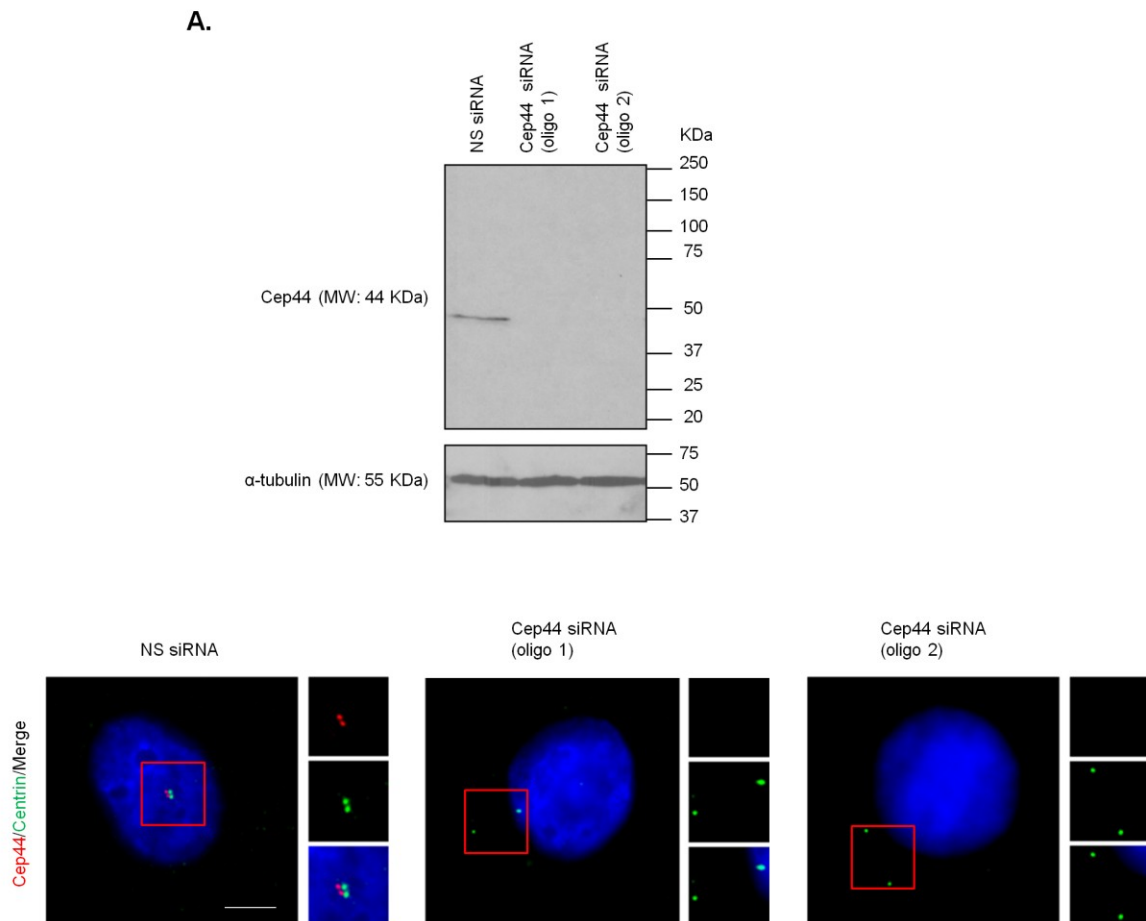 A.
NS siRNA
Cep44 siRNA
(oligo 1)
Cep44 siRNA
(oligo 2)
KDa
250
150
100
75
Cep44 (MW: 44 KDa)
50
37
25
20
75
α-tubulin (MW: 55 KDa)
50
37
NS siRNA
Cep44 siRNA
(oligo 1)
Cep44 siRNA
(oligo 2)
Cep44/Centrin/Merge